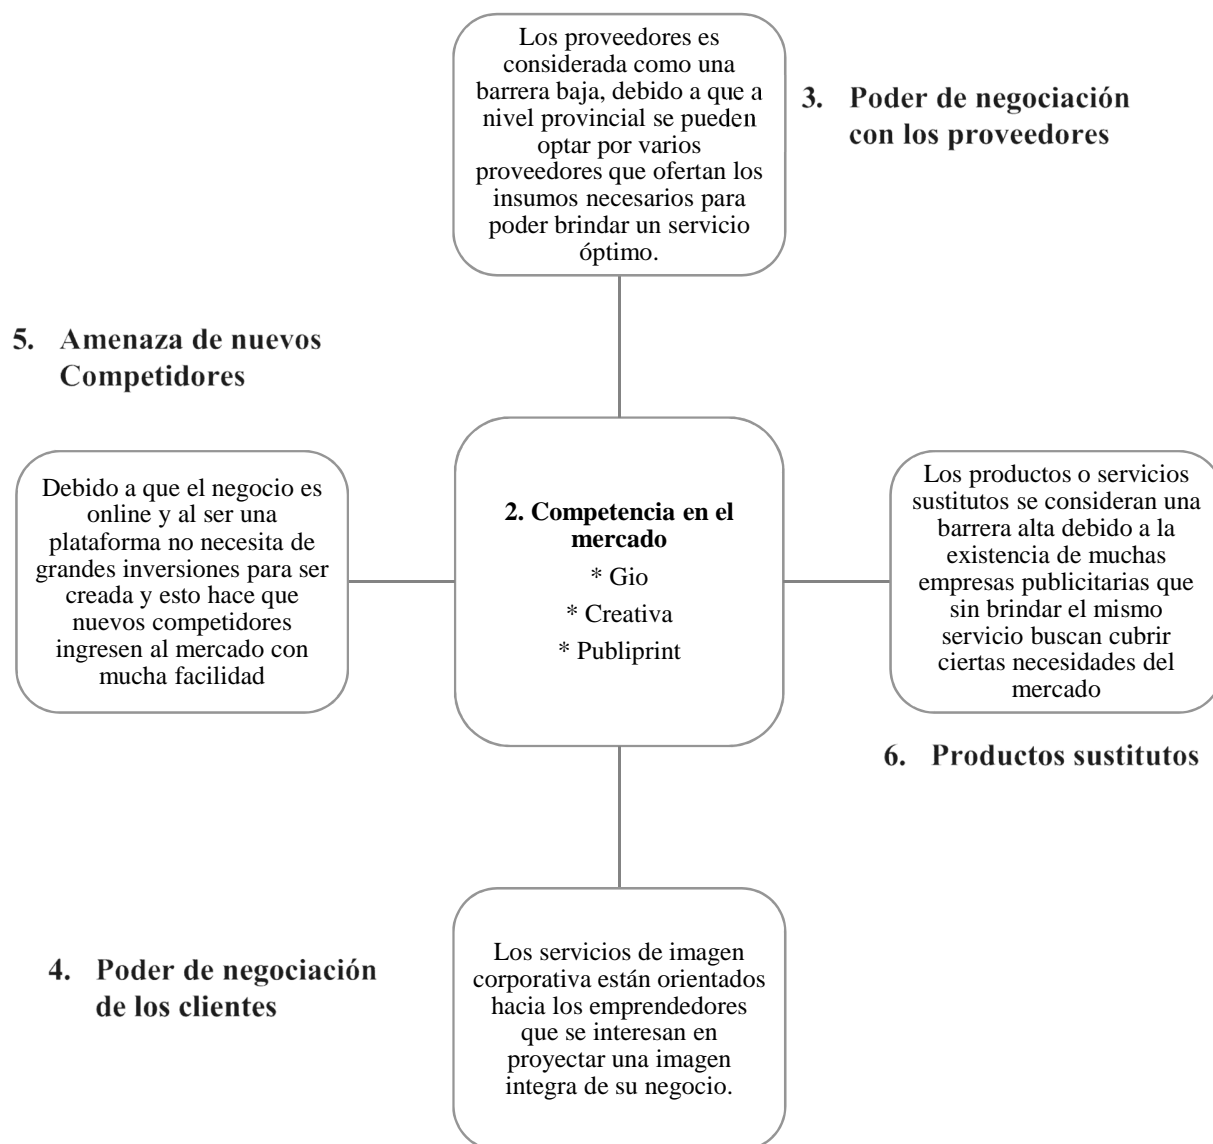 Los proveedores es
considerada como una
barrera baja, debido a que a
nivel provincial se pueden
optar por varios
proveedores que ofertan los
insumos necesarios para
poder brindar un servicio
óptimo.
3. Poder de negociación
con los proveedores
5. Amenaza de nuevos
Competidores
Debido a que el negocio es
online y al ser una
plataforma no necesita de
grandes inversiones para ser
creada y esto hace que
nuevos competidores
ingresen al mercado con
mucha facilidad
2. Competencia en el
mercado
* Gio
* Creativa
* Publiprint
Los productos o servicios
sustitutos se consideran una
barrera alta debido a la
existencia de muchas
empresas publicitarias que
sin brindar el mismo
servicio buscan cubrir
ciertas necesidades del
mercado
6. Productos sustitutos
4. Poder de negociación
de los clientes
Los servicios de imagen
corporativa están orientados
hacia los emprendedores
que se interesan en
proyectar una imagen
integra de su negocio.